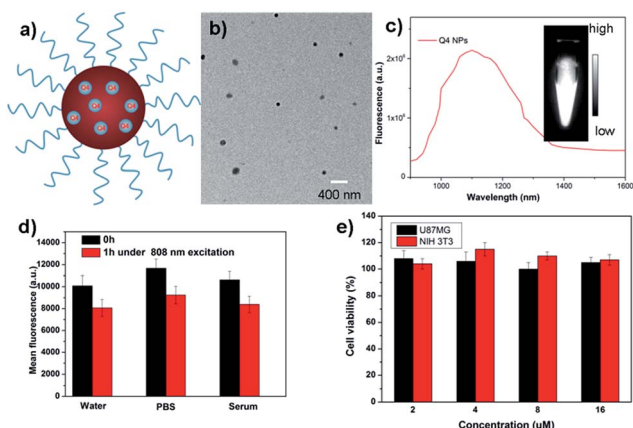 a)
b)
400 nm
c)
Q4 NPs
high
low
2x10⁶
1x10⁶
Fluorescence (a.u.)
1000 1200 1400 1600
Wavelength (nm)
d)
0h
1h under 808 nm excitation
14000
12000
10000
8000
6000
4000
2000
0
Mean fluorescence (a.u.)
Water PBS Serum
e)
U87MG
NIH 3T3
140
120
100
80
60
40
20
0
Cell viability (%)
2 4 8 16
Concentration (uM)